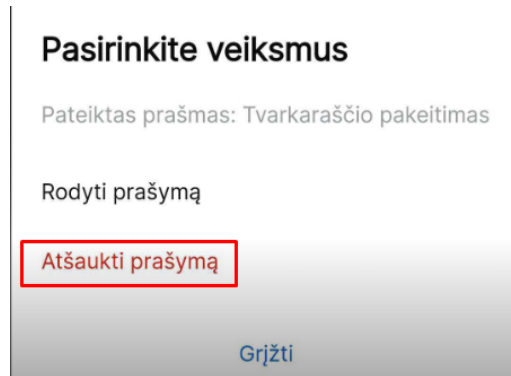 Pasirinkite veiksmus
Pateiktas prašmas: Tvarkaraščio pakeitimas
Rodyti prašymą
Atšaukti prašymą
Grįžti